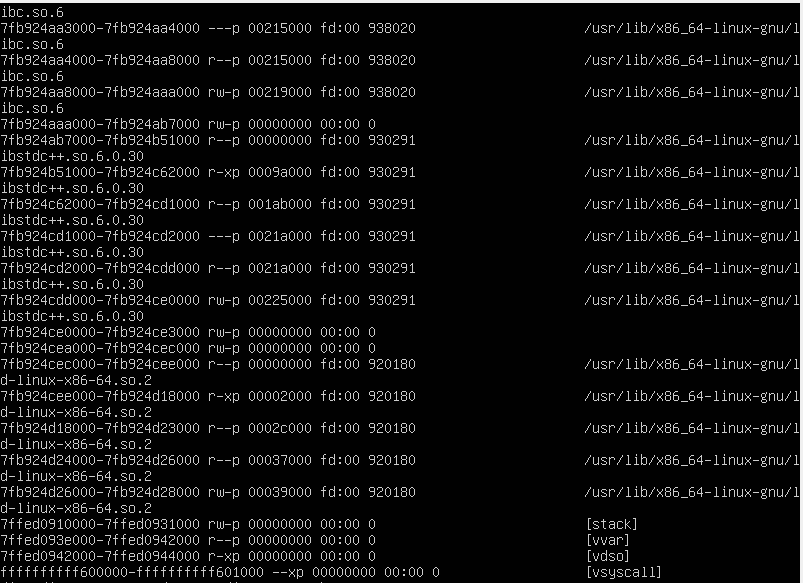 ibc.so.6
7fb924aa3000-7fb924aa4000 ---p 00215000 fd:00 938020 /usr/lib/x86_64-linux-gnu/l
ibc.so.6
7fb924aa4000-7fb924aa8000 r--p 00215000 fd:00 938020 /usr/lib/x86_64-linux-gnu/l
ibc.so.6
7fb924aa8000-7fb924aaa000 rw-p 00219000 fd:00 938020 /usr/lib/x86_64-linux-gnu/l
ibc.so.6
7fb924aaa000-7fb924ab7000 rw-p 00000000 00:00 0
7fb924ab7000-7fb924b51000 r--p 00000000 fd:00 930291 /usr/lib/x86_64-linux-gnu/l
ibstdc++.so.6.0.30
7fb924b51000-7fb924c62000 r-xp 0009a000 fd:00 930291 /usr/lib/x86_64-linux-gnu/l
ibstdc++.so.6.0.30
7fb924c62000-7fb924cd1000 r--p 001ab000 fd:00 930291 /usr/lib/x86_64-linux-gnu/l
ibstdc++.so.6.0.30
7fb924cd1000-7fb924cd2000 ---p 0021a000 fd:00 930291 /usr/lib/x86_64-linux-gnu/l
ibstdc++.so.6.0.30
7fb924cd2000-7fb924cdd000 r--p 0021a000 fd:00 930291 /usr/lib/x86_64-linux-gnu/l
ibstdc++.so.6.0.30
7fb924cdd000-7fb924ce0000 rw-p 00225000 fd:00 930291 /usr/lib/x86_64-linux-gnu/l
ibstdc++.so.6.0.30
7fb924ce0000-7fb924ce3000 rw-p 00000000 00:00 0
7fb924cea000-7fb924cec000 rw-p 00000000 00:00 0
7fb924cec000-7fb924cee000 r--p 00000000 fd:00 920180 /usr/lib/x86_64-linux-gnu/l
d-linux-x86-64.so.2
7fb924cee000-7fb924d18000 r-xp 00002000 fd:00 920180 /usr/lib/x86_64-linux-gnu/l
d-linux-x86-64.so.2
7fb924d18000-7fb924d23000 r--p 0002c000 fd:00 920180 /usr/lib/x86_64-linux-gnu/l
d-linux-x86-64.so.2
7fb924d24000-7fb924d26000 r--p 00037000 fd:00 920180 /usr/lib/x86_64-linux-gnu/l
d-linux-x86-64.so.2
7fb924d26000-7fb924d28000 rw-p 00039000 fd:00 920180 /usr/lib/x86_64-linux-gnu/l
d-linux-x86-64.so.2
7ffed0910000-7ffed0931000 rw-p 00000000 00:00 0 [stack]
7ffed093e000-7ffed0942000 r--p 00000000 00:00 0 [vvar]
7ffed0942000-7ffed0944000 r-xp 00000000 00:00 0 [vdso]
ffffffffff600000-ffffffffff601000 --xp 00000000 00:00 0 [vsyscall]